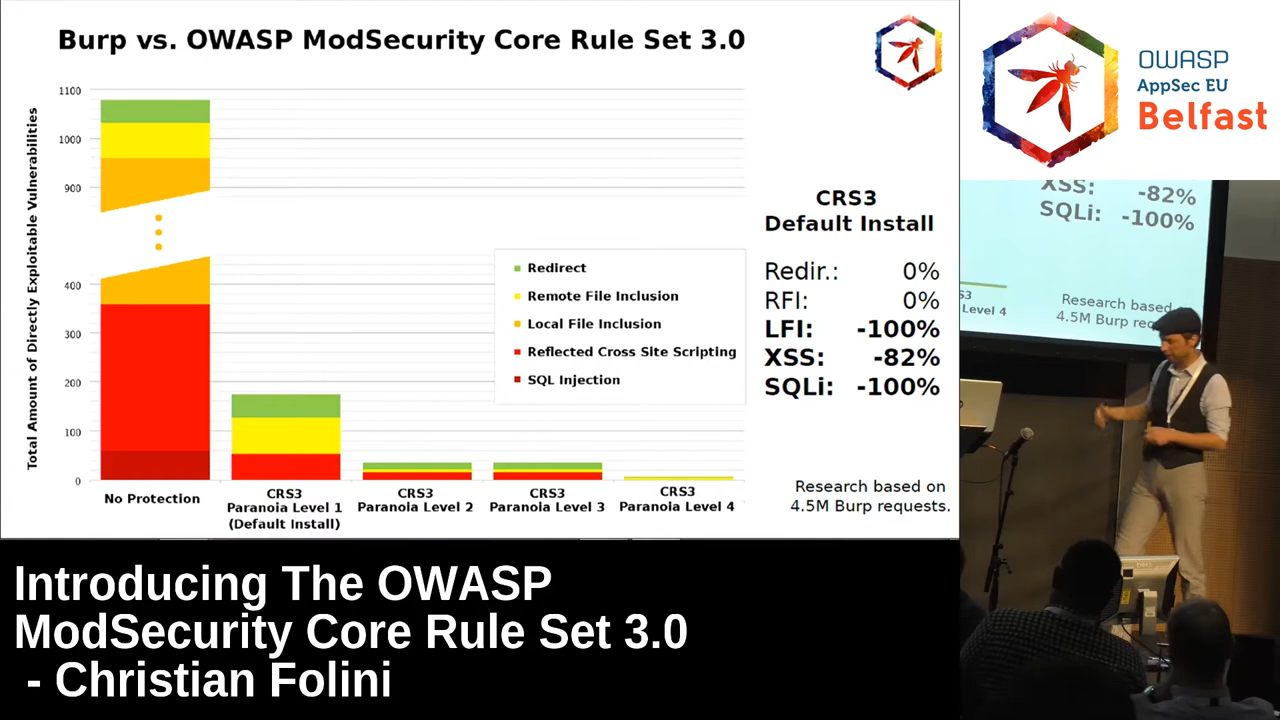 Burp vs. OWASP ModSecurity Core Rule Set 3.0
Total Amount of Directly Exploitable Vulnerabilities
1100
1000
900
400
300
200
100
0
No Protection
CRS3
Paranoia Level 1
(Default Install)
CRS3
Paranoia Level 2
CRS3
Paranoia Level 3
CRS3
Paranoia Level 4
Redirect
Remote File Inclusion
Local File Inclusion
Reflected Cross Site Scripting
SQL Injection
CRS3
Default Install
Redir.: 0%
RFI: 0%
LFI: -100%
XSS: -82%
SQLi: -100%
Research based on
4.5M Burp requests.
OWASP
AppSec EU
Belfast
XSS: -82%
SQLi: -100%
Level 4
Research based
4.5M Burp
Introducing The OWASP
ModSecurity Core Rule Set 3.0
- Christian Folini